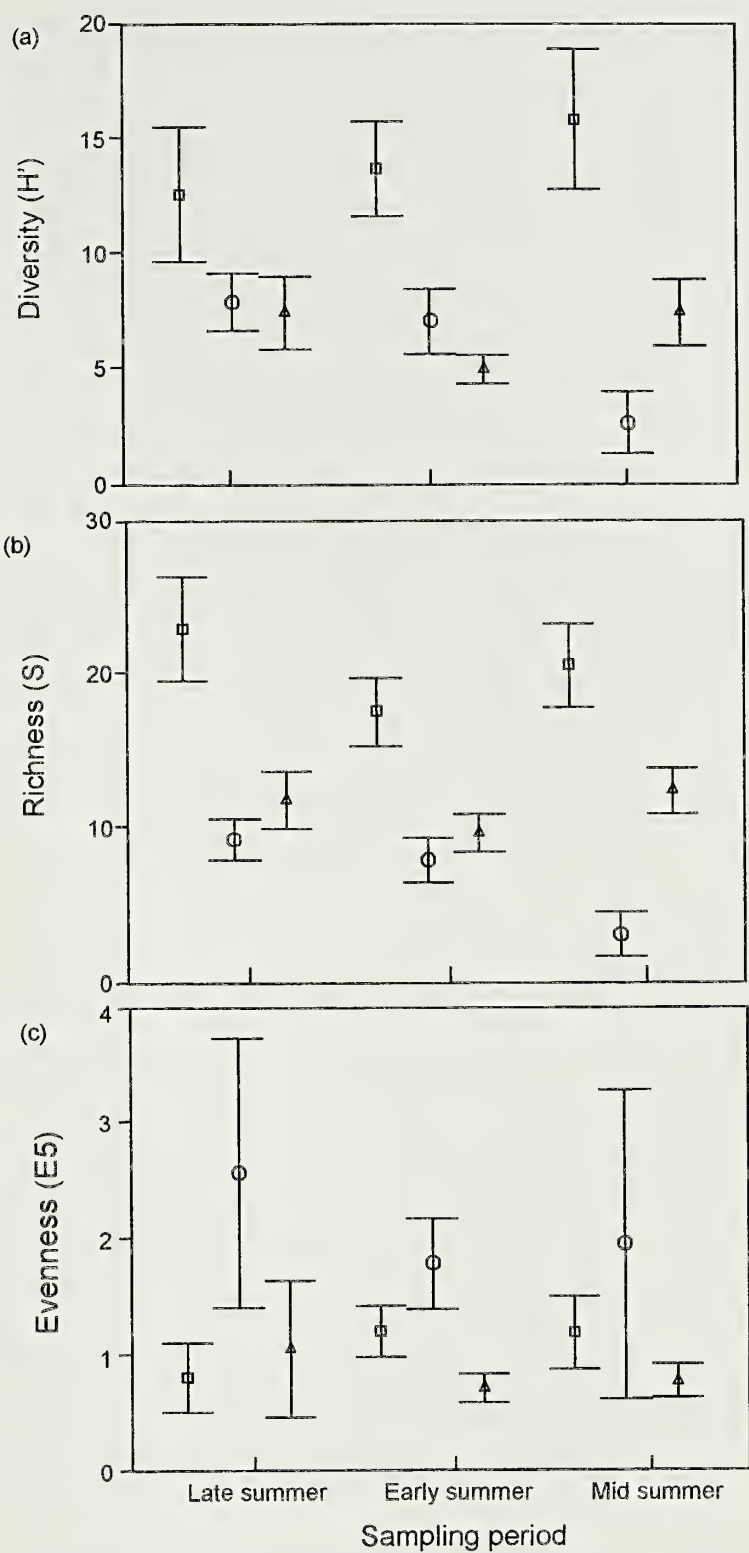 (a)
Diversity (H')
20
15
10
5
0
(b)
Richness (S)
30
20
10
0
(c)
Evenness (E5)
4
3
2
1
0
Late summer Early summer Mid summer
Sampling period